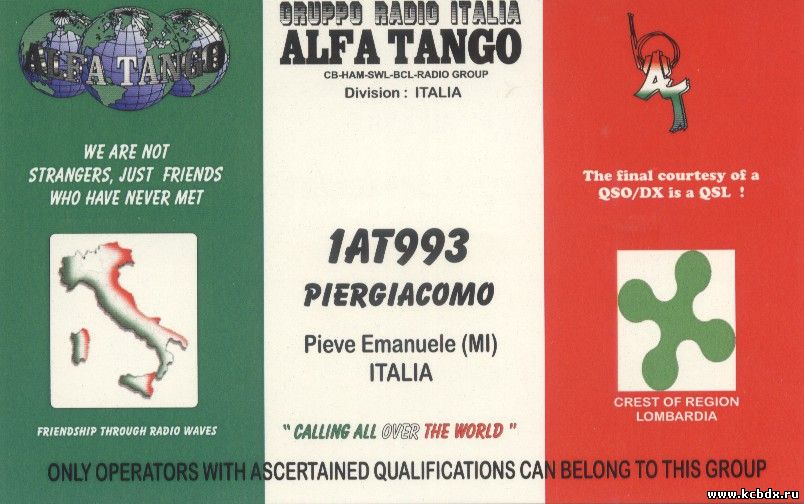 ALFA TANGO
WE ARE NOT
STRANGERS, JUST FRIENDS
WHO HAVE NEVER MET
FRIENDSHIP THROUGH RADIO WAVES
GRUPPO RADIO ITALIA
ALFA TANGO
CB-HAM-SWL-BCL-RADIO GROUP
Division : ITALIA
1AT993
PIERGIACOMO
Pieve Emanuele (MI)
ITALIA
" CALLING ALL OVER THE WORLD "
AT
The final courtesy of a
QSO/DX is a QSL !
CREST OF REGION
LOMBARDIA
ONLY OPERATORS WITH ASCERTAINED QUALIFICATIONS CAN BELONG TO THIS GROUP
www.kcbdx.ru